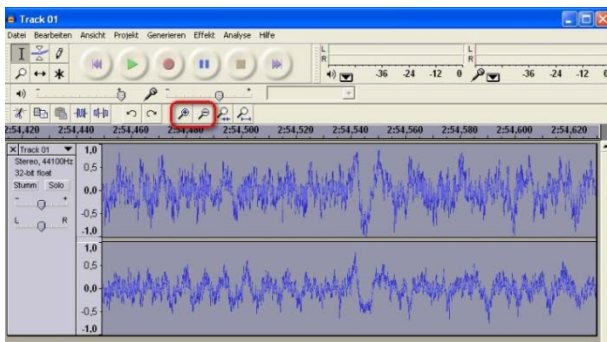 Track 01
Datei Bearbeiten Ansicht Projekt Generieren Effekt Analyse Hilfe
L
R
-36 -24 -12 0
L
R
-36 -24 -12 0
2:54,420 2:54,440 2:54,460 2:54,480 2:54,500 2:54,520 2:54,540 2:54,560 2:54,580 2:54,600 2:54,620
Track 01
Stereo, 44100Hz
32-bit float
Stumm Solo
- +
L R
1,0
0,5
0,0
-0,5
-1,0
1,0
0,5
0,0
-0,5
-1,0